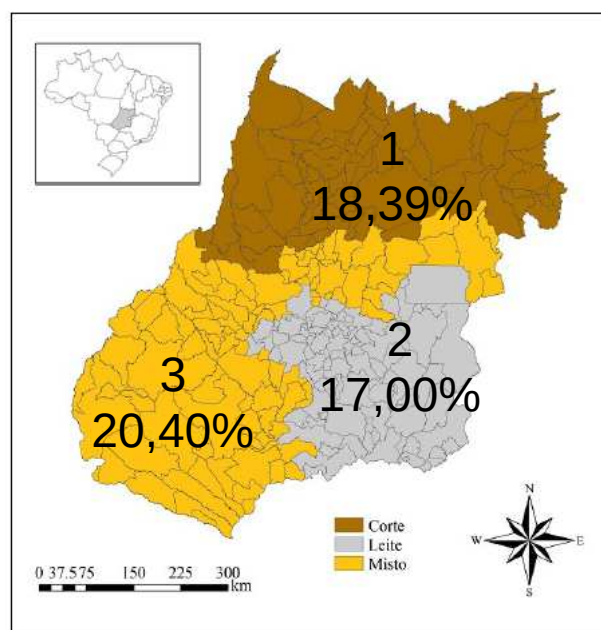 1
18,39%
2
17,00%
3
20,40%
Corte
Leite
Misto
N
W E
S
0 37.5 75 150 225 300
km